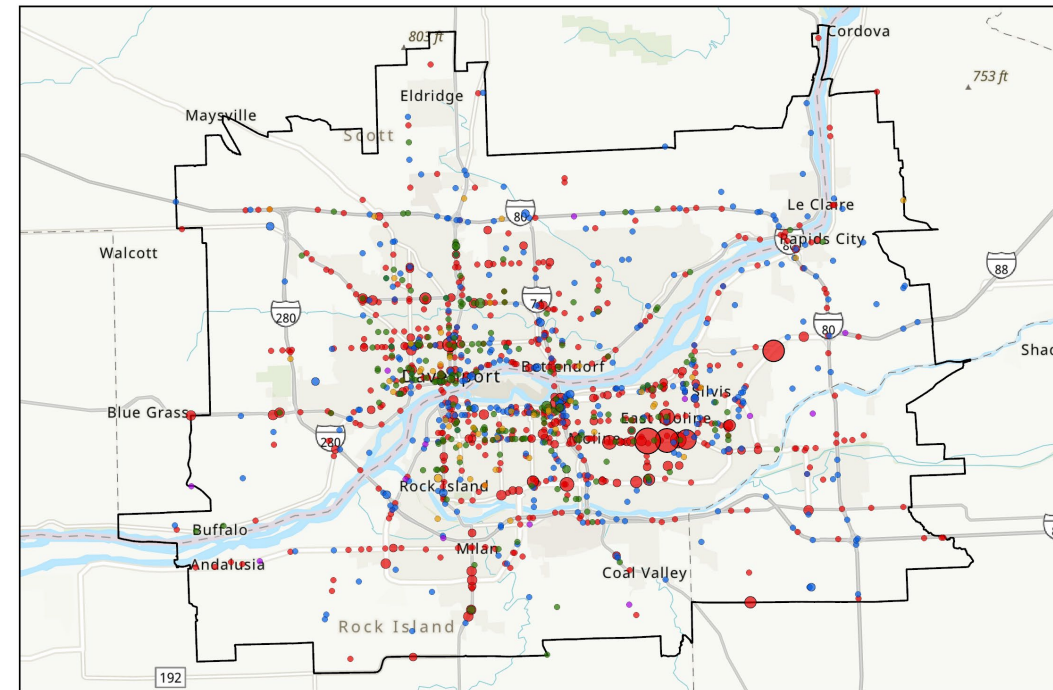 Cordova
803 ft
753 ft
Eldridge
Maysville
Scott
80
Le Claire
Rapids City
80
Walcott
88
74
280
80
Bettendorf
Davenport
Silvis
Blue Grass
East Moline
280
Moline
Rock Island
Buffalo
Milan
Andalusia
Coal Valley
Rock Island
192